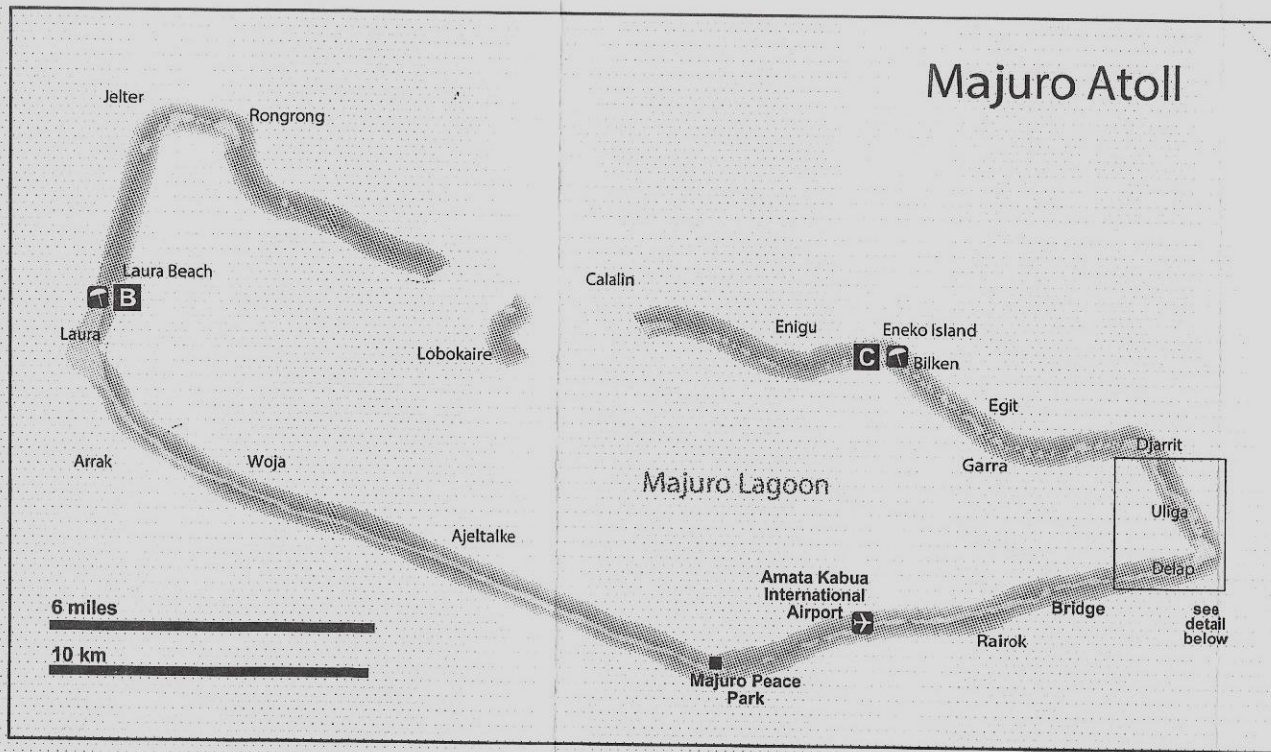 Majuro Atoll
Jelter
Rongrong
Laura Beach
B
Laura
Calalin
Lobokaire
Enigu
Eneko Island
C
Bilken
Egit
Djarrit
Garra
Arrak
Woja
Majuro Lagoon
Uliga
Ajeltalke
Delap
Amata Kabua
International
Airport
Bridge
see
detail
below
Rairok
6 miles
10 km
Majuro Peace
Park